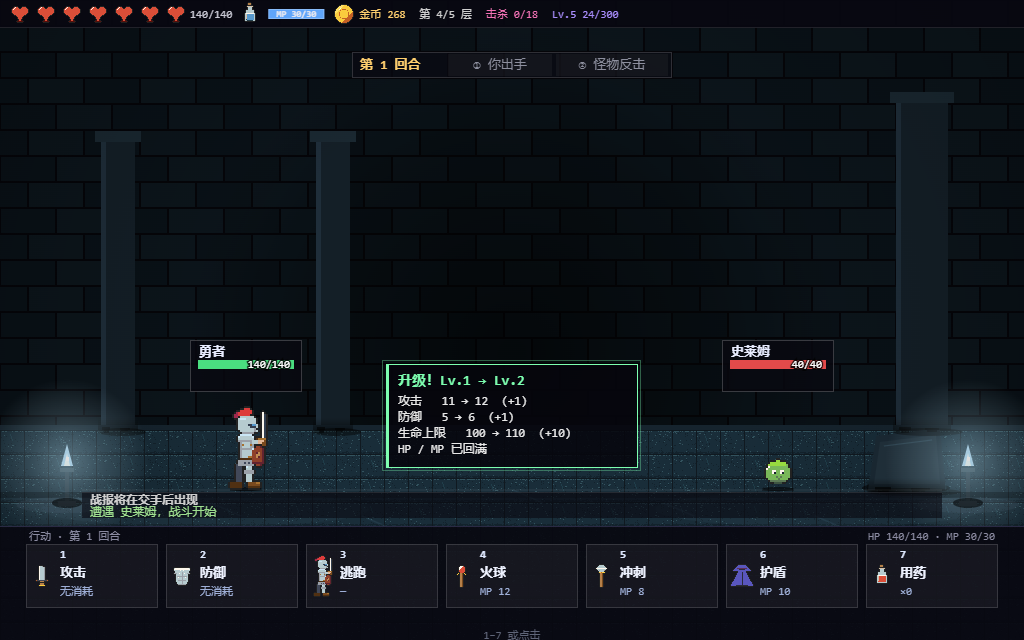 140/140 MP 30/30 金币 268 第 4/5 层 击杀 0/18 Lv.5 24/300
第 1 回合 ① 你出手 ② 怪物反击
勇者
140/140
史莱姆
40/40
升级! Lv.1 → Lv.2
攻击 11 → 12 (+1)
防御 5 → 6 (+1)
生命上限 100 → 110 (+10)
HP / MP 已回满
战报将在交手后出现
遭遇 史莱姆, 战斗开始
行动 · 第 1 回合
HP 140/140 · MP 30/30
1
攻击
无消耗
2
防御
无消耗
3
逃跑
—
4
火球
MP 12
5
冲刺
MP 8
6
护盾
MP 10
7
用药
×0
1-7 或点击